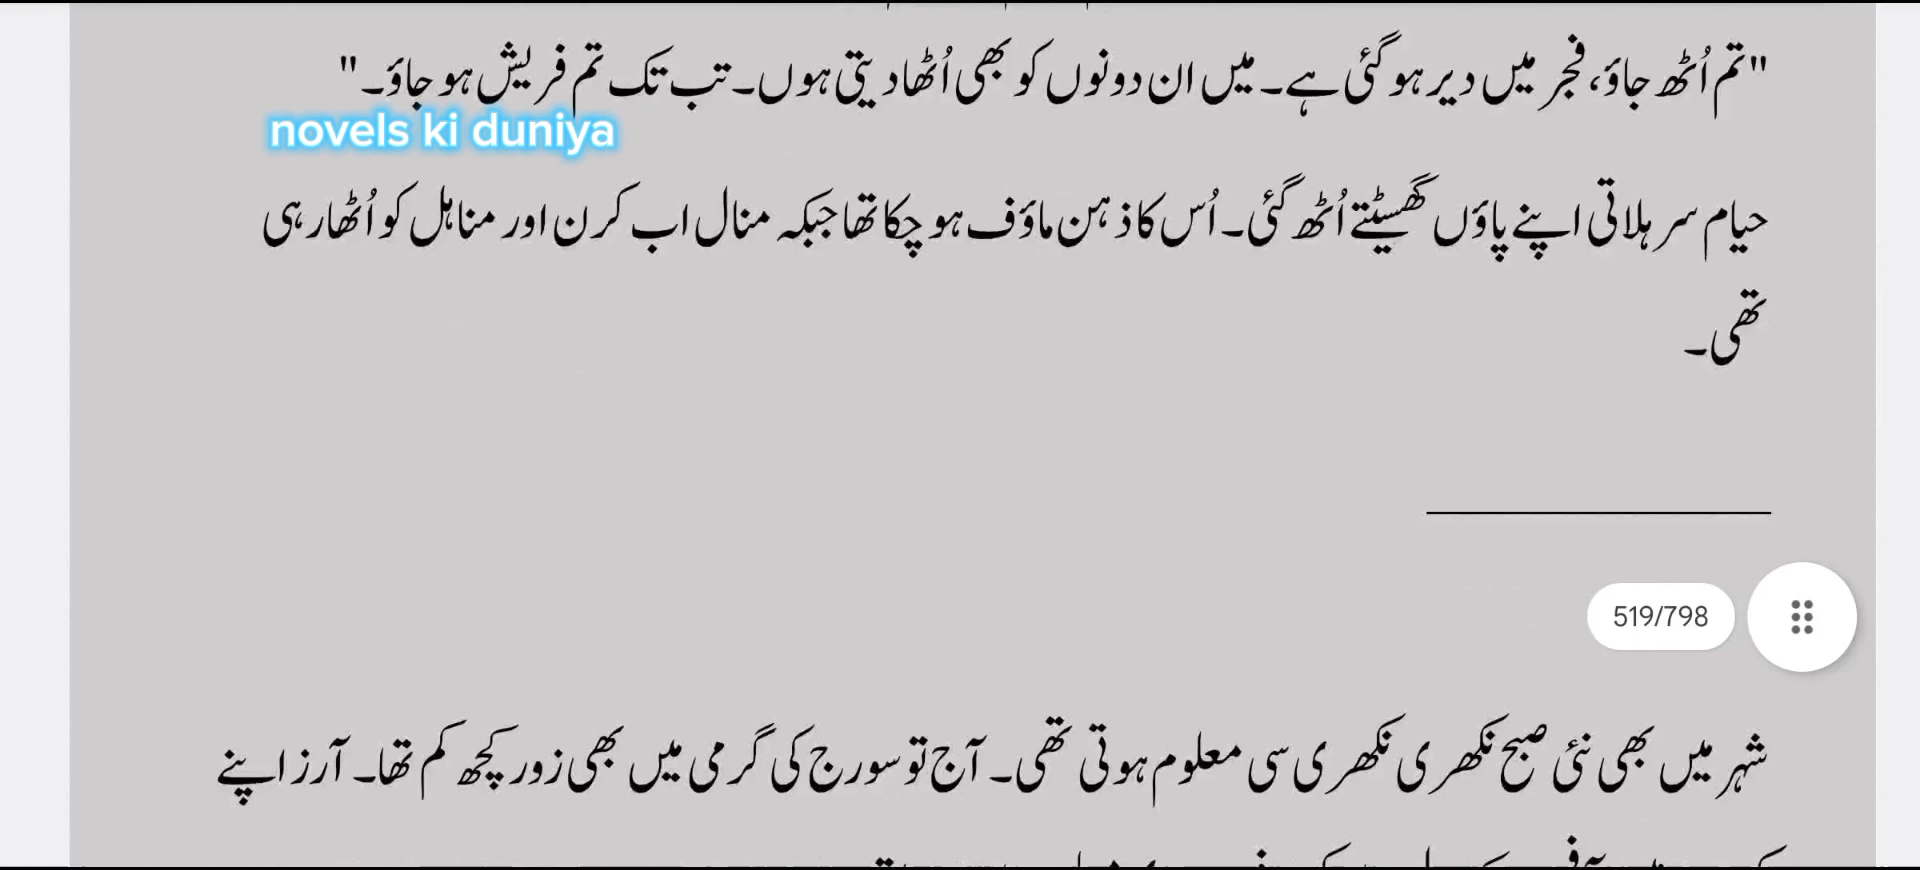 "تم اُٹھ جاؤ، فجر میں دیر ہو گئی ہے۔ میں ان دونوں کو بھی اُٹھا دیتی ہوں۔ تب تک تم فریش ہو جاؤ۔"
novels ki duniya
حیام سر ہلاتی اپنے پاؤں گھسیٹتے اُٹھ گئی۔ اُس کا ذہن ماؤف ہو چکا تھا جبکہ منال اب کرن اور مناہل کو اُٹھا رہی
تھی۔
519/798
شہر میں بھی نئی صبح نکھری نکھری سی معلوم ہوتی تھی۔ آج تو سورج کی گرمی میں بھی زور کچھ کم تھا۔ آرز اپنے